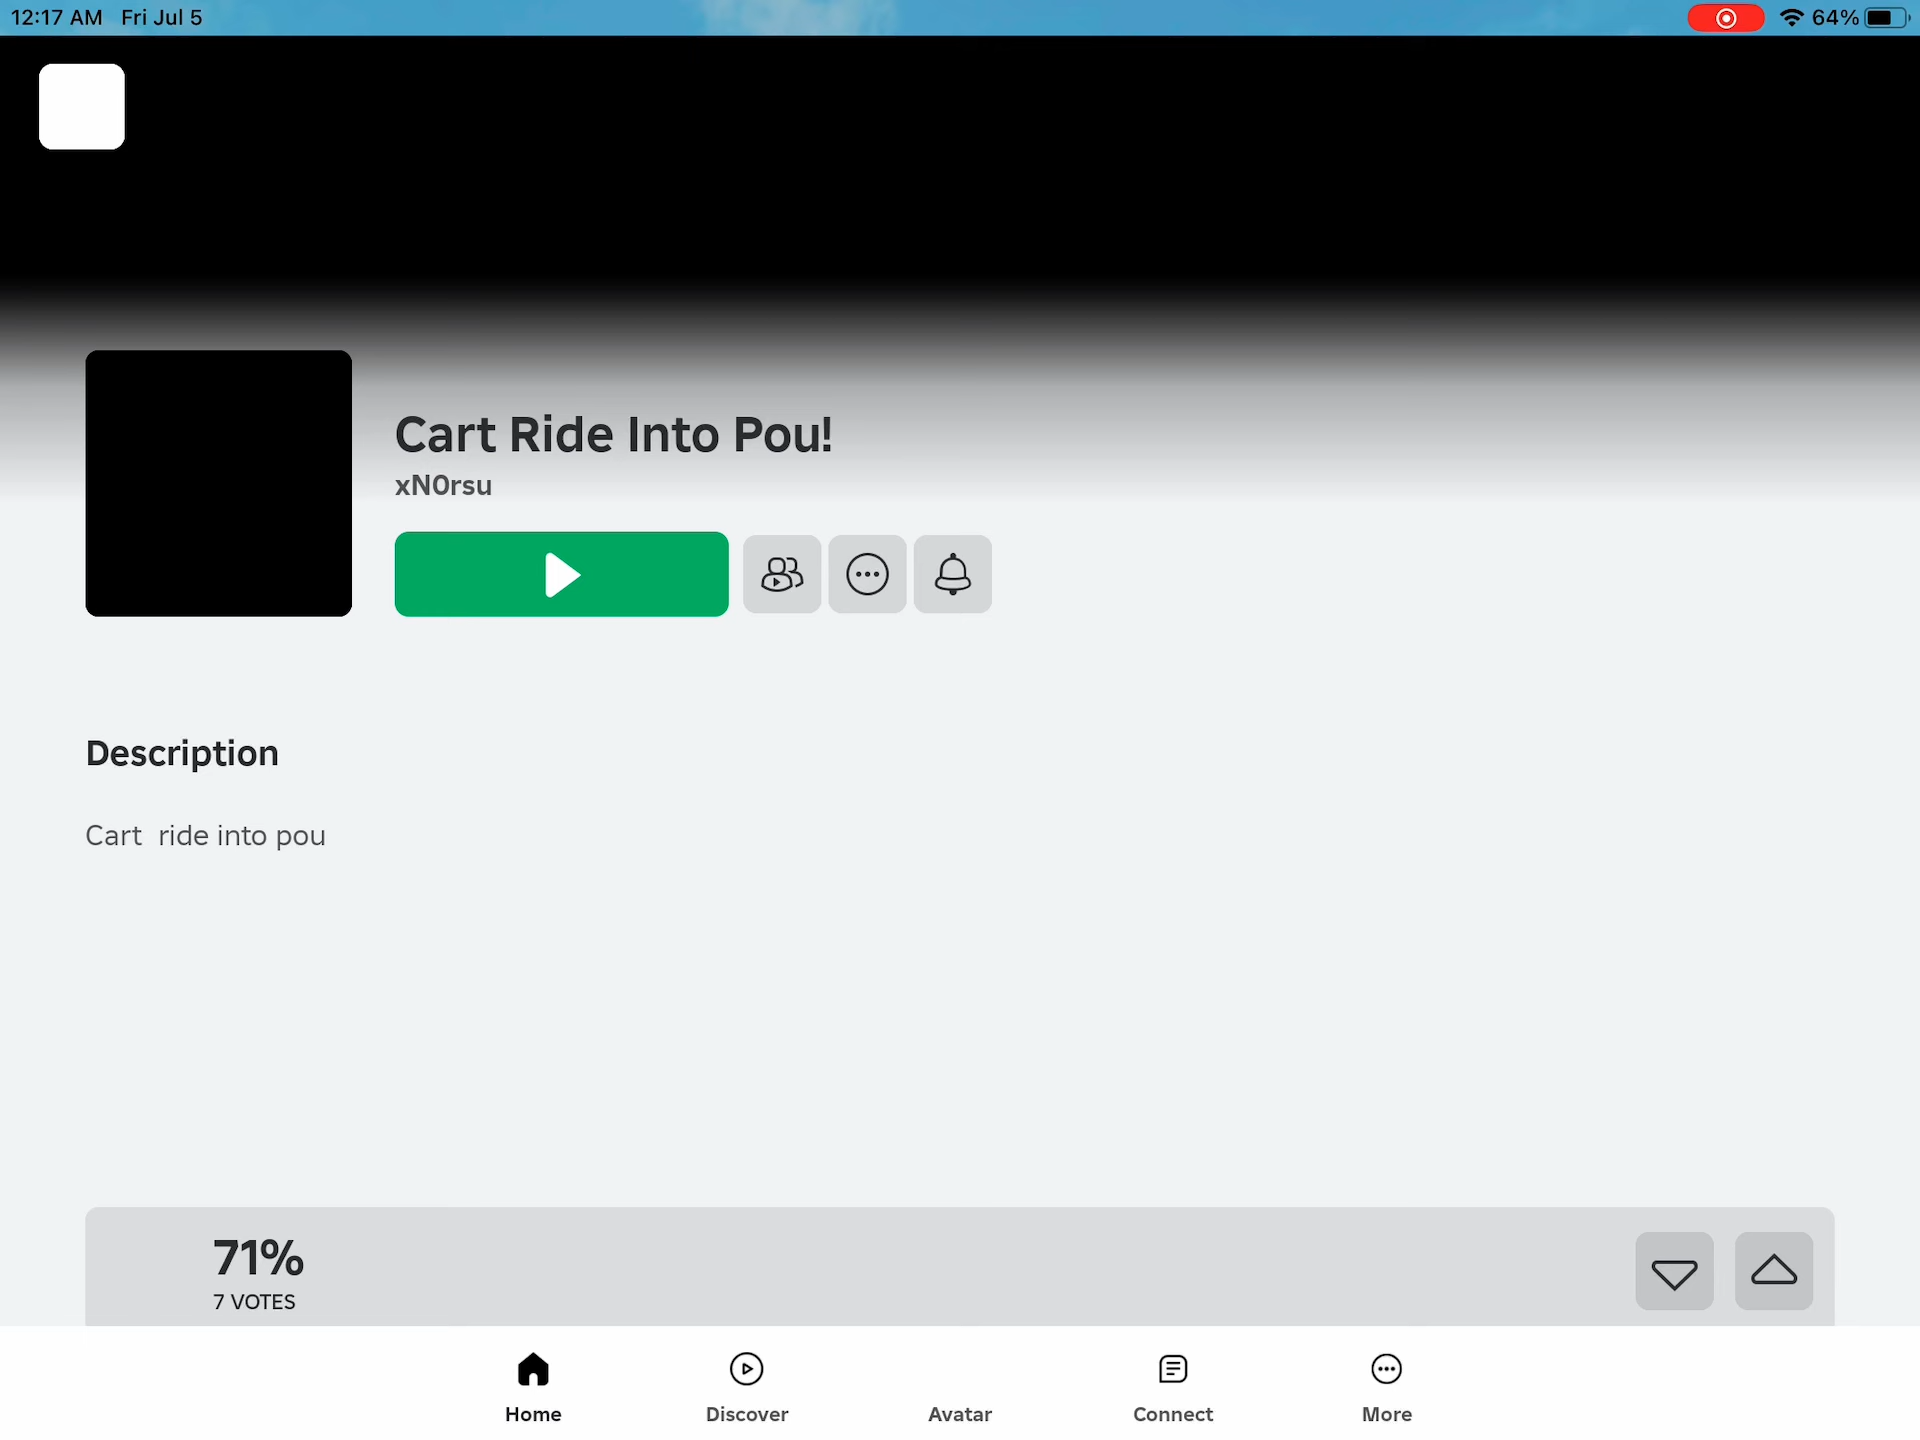 12:17 AM Fri Jul 5 64%
Cart Ride Into Pou!
xN0rsu
Description
Cart  ride into pou
71%
7 VOTES
Home Discover Avatar Connect More